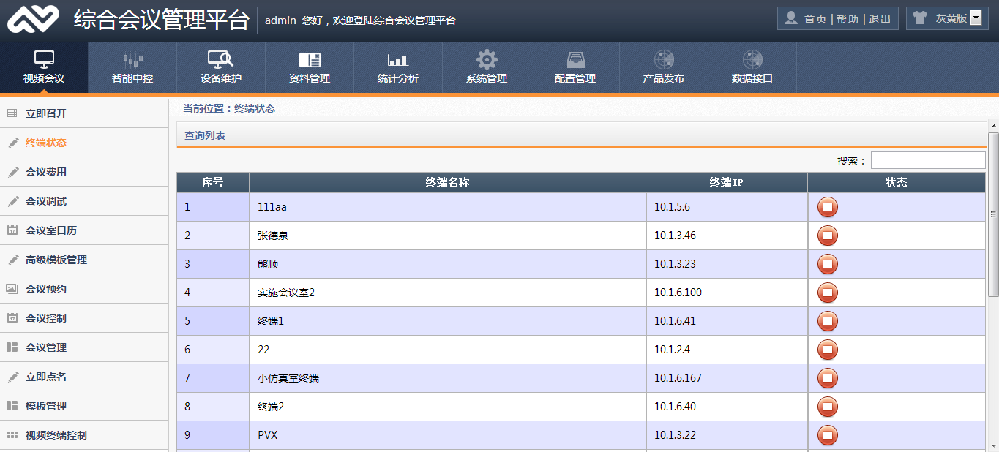 综合会议管理平台 admin 您好，欢迎登陆综合会议管理平台 首页 | 帮助 | 退出 灰黄版
视频会议 智能中控 设备维护 资料管理 统计分析 系统管理 配置管理 产品发布 数据接口
当前位置：终端状态
立即召开
终端状态
会议费用
会议调试
会议室日历
高级模板管理
会议预约
会议控制
会议管理
立即点名
模板管理
视频终端控制
查询列表
搜索：
序号 终端名称 终端IP 状态
1 111aa 10.1.5.6
2 张德泉 10.1.3.46
3 熊顺 10.1.3.23
4 实施会议室2 10.1.6.100
5 终端1 10.1.6.41
6 22 10.1.2.4
7 小仿真室终端 10.1.6.167
8 终端2 10.1.6.40
9 PVX 10.1.3.22